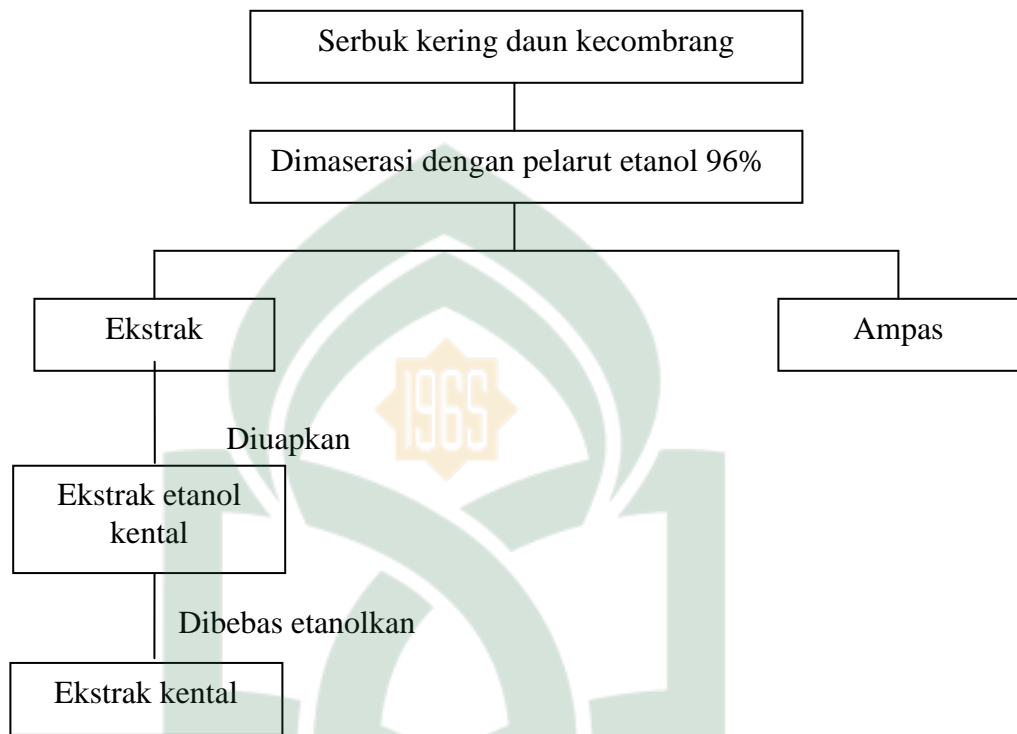 Serbuk kering daun kecombrang
Dimaserasi dengan pelarut etanol 96%
Ekstrak
Ampas
1965
Diuapkan
Ekstrak etanol
kental
Dibebas etanolkan
Ekstrak kental